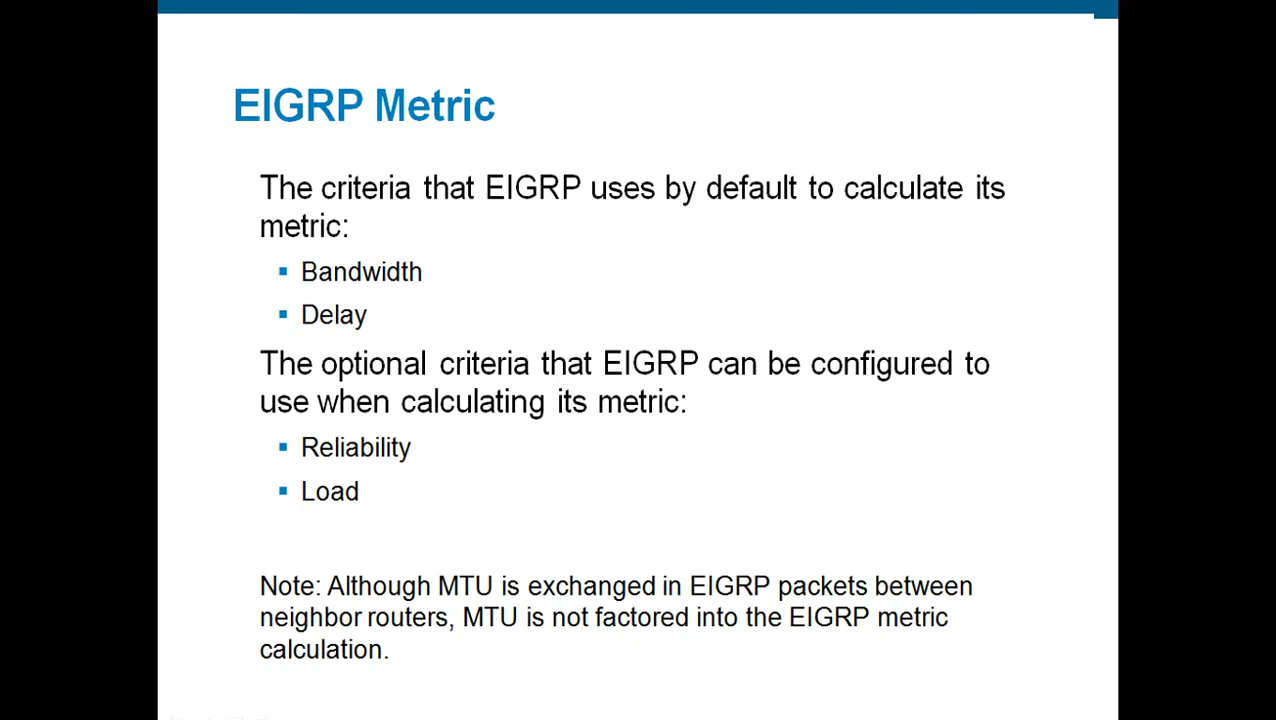 EIGRP Metric
The criteria that EIGRP uses by default to calculate its
metric:
▪ Bandwidth
▪ Delay
The optional criteria that EIGRP can be configured to
use when calculating its metric:
▪ Reliability
▪ Load
Note: Although MTU is exchanged in EIGRP packets between
neighbor routers, MTU is not factored into the EIGRP metric
calculation.